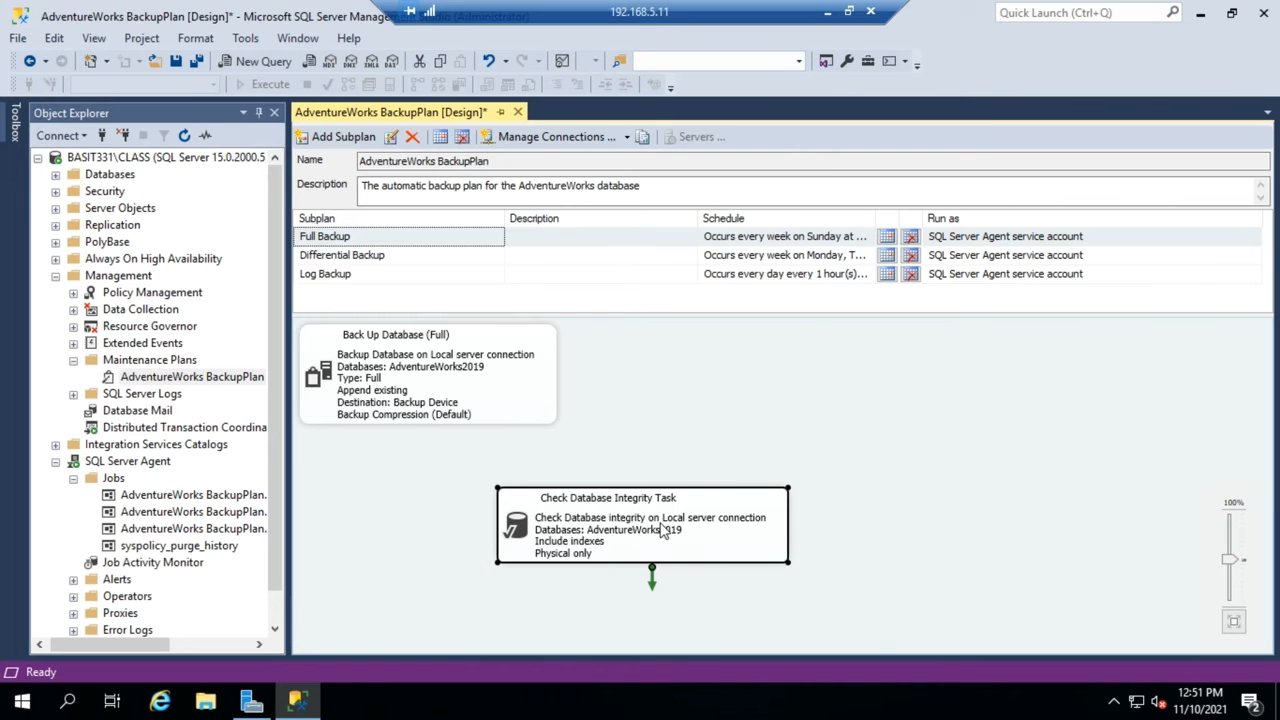 AdventureWorks BackupPlan [Design]* - Microsoft SQL Server Management Studio (Administrator)
192.168.5.11
Quick Launch (Ctrl+Q)
File Edit View Project Format Tools Window Help
New Query
Execute
Toolbox
Object Explorer
Connect
BASIT331\CLASS (SQL Server 15.0.2000.5
Databases
Security
Server Objects
Replication
PolyBase
Always On High Availability
Management
Policy Management
Data Collection
Resource Governor
Extended Events
Maintenance Plans
AdventureWorks BackupPlan
SQL Server Logs
Database Mail
Distributed Transaction Coordina
Integration Services Catalogs
SQL Server Agent
Jobs
AdventureWorks BackupPlan.
AdventureWorks BackupPlan.
AdventureWorks BackupPlan.
syspolicy_purge_history
Job Activity Monitor
Alerts
Operators
Proxies
Error Logs
AdventureWorks BackupPlan [Design]*
Add Subplan Manage Connections ... Servers ...
Name AdventureWorks BackupPlan
Description The automatic backup plan for the AdventureWorks database
Subplan Description Schedule Run as
Full Backup Occurs every week on Sunday at ... SQL Server Agent service account
Differential Backup Occurs every week on Monday, T... SQL Server Agent service account
Log Backup Occurs every day every 1 hour(s)... SQL Server Agent service account
Back Up Database (Full)
Backup Database on Local server connection
Databases: AdventureWorks2019
Type: Full
Append existing
Destination: Backup Device
Backup Compression (Default)
Check Database Integrity Task
Check Database integrity on Local server connection
Databases: AdventureWorks2019
Include indexes
Physical only
100%
Ready
12:51 PM
11/10/2021
2